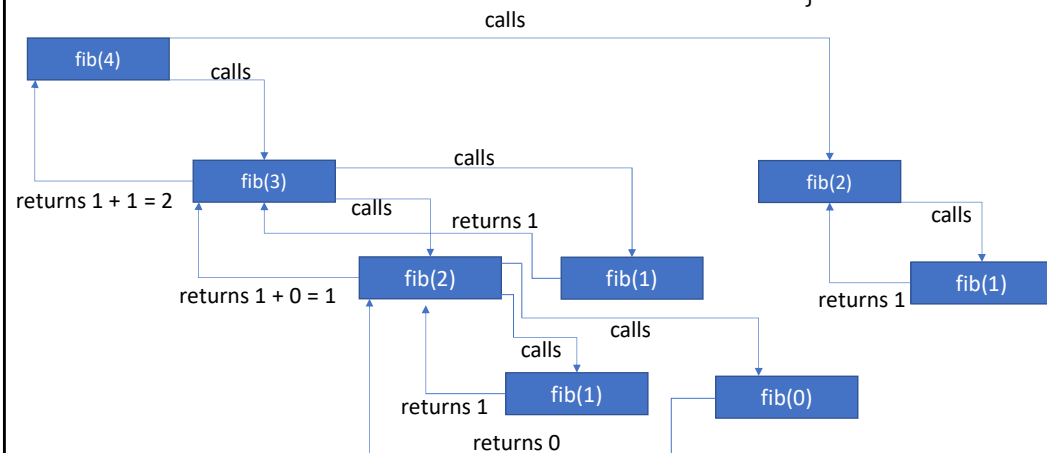 }
calls
fib(4)
calls
calls
fib(3)
fib(2)
returns 1 + 1 = 2
calls
returns 1
calls
fib(2)
fib(1)
fib(1)
returns 1 + 0 = 1
returns 1
calls
calls
fib(1)
fib(0)
returns 1
returns 0